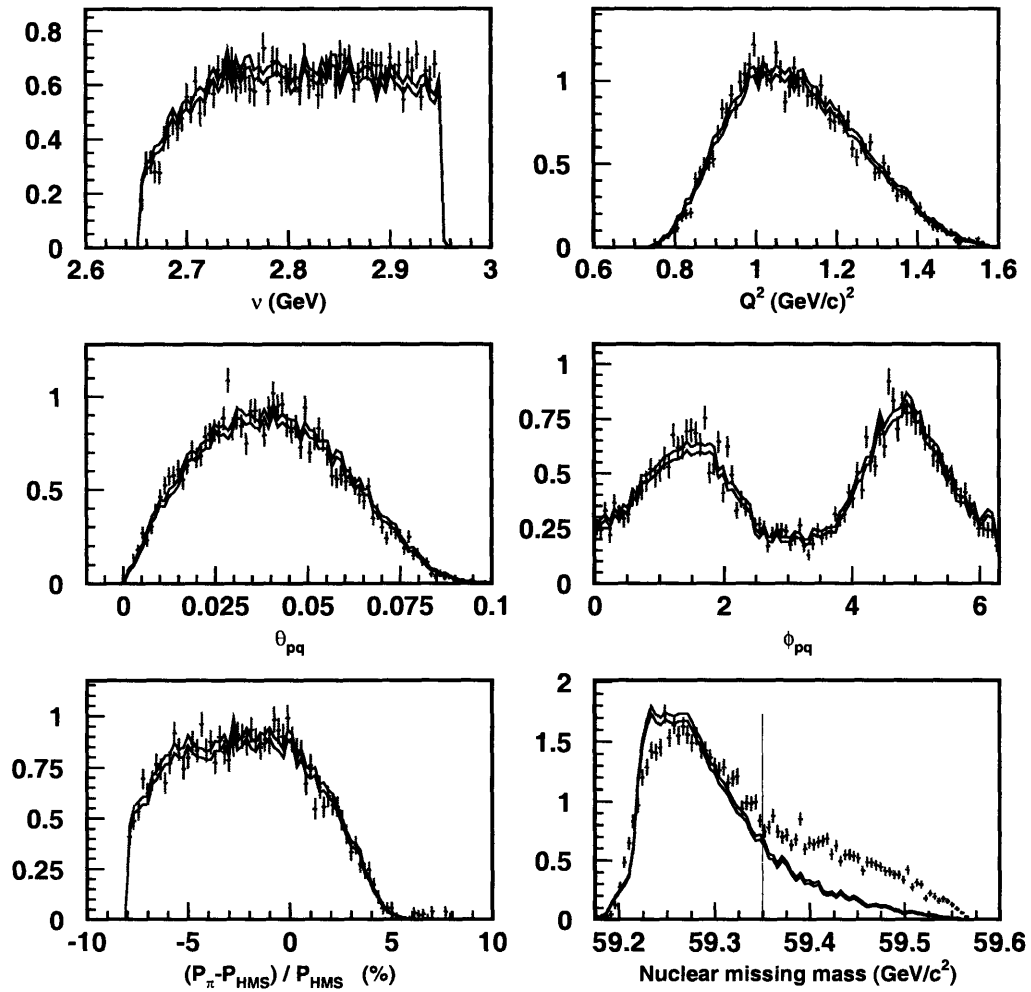 0.8
0.6
0.4
0.2
0
2.6 2.7 2.8 2.9 3
ν (GeV)
1
0.5
0
0.6 0.8 1 1.2 1.4 1.6
Q² (GeV/c)²
1
0.5
0
0 0.025 0.05 0.075 0.1
θpq
1
0.75
0.5
0.25
0
0 2 4 6
ϕpq
1
0.75
0.5
0.25
0
-10 -5 0 5 10
(Pπ-PHMS) / PHMS (%)
2
1.5
1
0.5
0
59.2 59.3 59.4 59.5 59.6
Nuclear missing mass (GeV/c²)